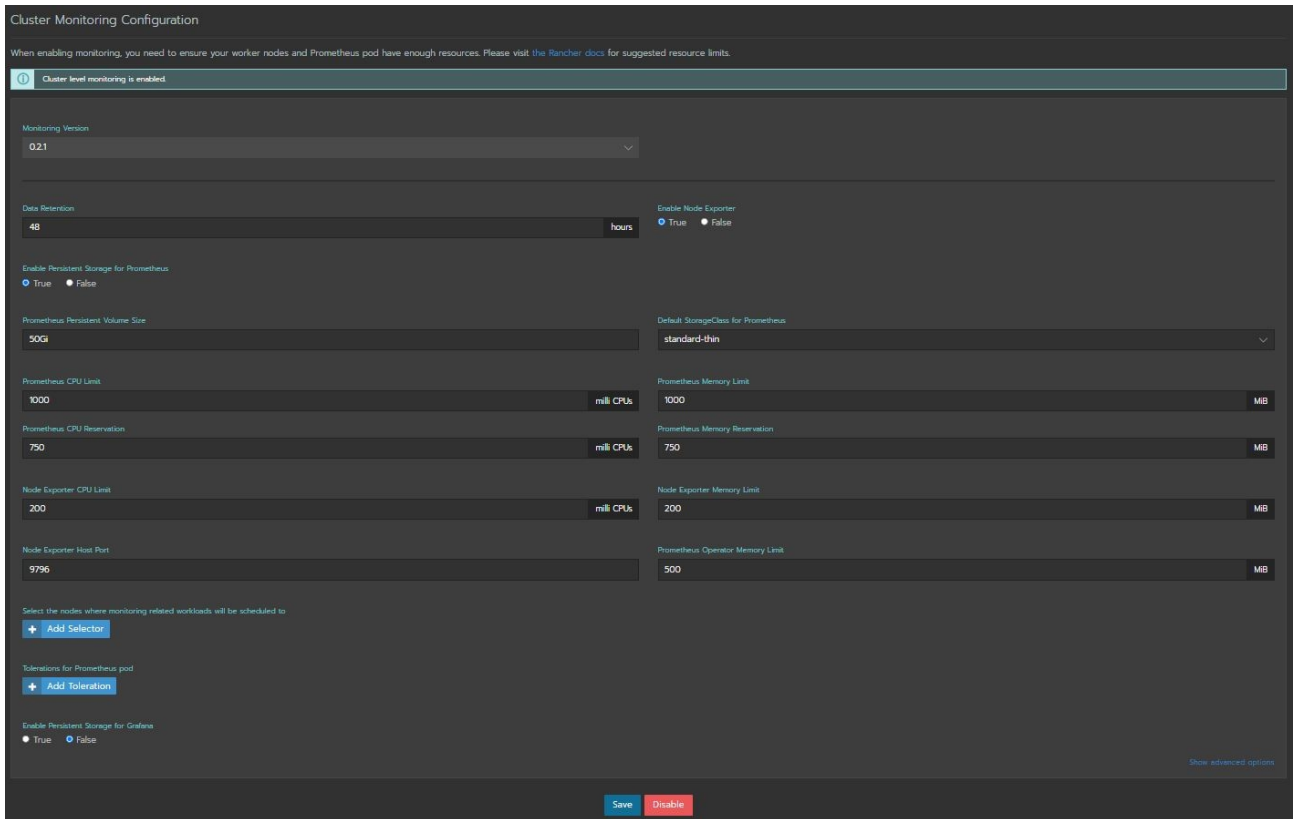 Cluster Monitoring Configuration
When enabling monitoring, you need to ensure your worker nodes and Prometheus pod have enough resources. Please visit the Rancher docs for suggested resource limits.
Cluster level monitoring is enabled.
Monitoring Version
0.2.1
Data Retention
48 hours
Enable Node Exporter
True False
Enable Persistent Storage for Prometheus
True False
Prometheus Persistent Volume Size
50Gi
Default StorageClass for Prometheus
standard-thin
Prometheus CPU Limit
1000 milli CPUs
Prometheus Memory Limit
1000 MiB
Prometheus CPU Reservation
750 milli CPUs
Prometheus Memory Reservation
750 MiB
Node Exporter CPU Limit
200 milli CPUs
Node Exporter Memory Limit
200 MiB
Node Exporter Host Port
9796
Prometheus Operator Memory Limit
500 MiB
Select the nodes where monitoring related workloads will be scheduled to
+ Add Selector
Tolerations for Prometheus pod
+ Add Toleration
Enable Persistent Storage for Grafana
True False
Show advanced options
Save Disable